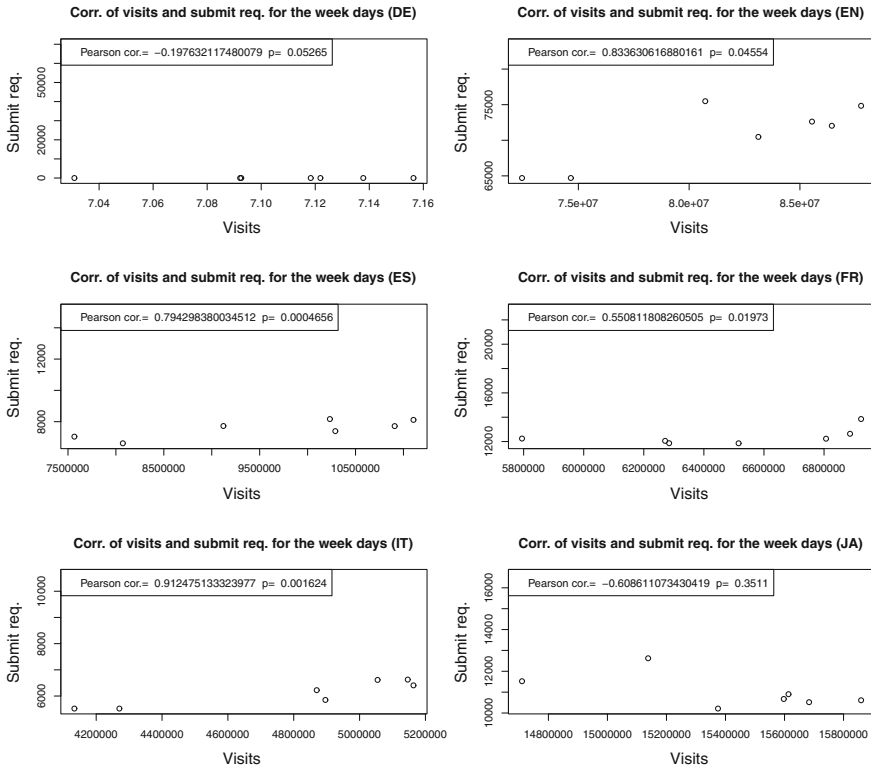 Corr. of visits and submit req. for the week days (DE)
Pearson cor.= −0.197632117480079 p= 0.05265
Submit req.
0 20000 50000
7.04 7.06 7.08 7.10 7.12 7.14 7.16
Visits
Corr. of visits and submit req. for the week days (EN)
Pearson cor.= 0.833630616880161 p= 0.04554
Submit req.
65000 75000
7.5e+07 8.0e+07 8.5e+07
Visits
Corr. of visits and submit req. for the week days (ES)
Pearson cor.= 0.794298380034512 p= 0.0004656
Submit req.
8000 12000
7500000 8500000 9500000 10500000
Visits
Corr. of visits and submit req. for the week days (FR)
Pearson cor.= 0.550811808260505 p= 0.01973
Submit req.
12000 16000 20000
5800000 6000000 6200000 6400000 6600000 6800000
Visits
Corr. of visits and submit req. for the week days (IT)
Pearson cor.= 0.912475133323977 p= 0.001624
Submit req.
6000 8000 10000
4200000 4400000 4600000 4800000 5000000 5200000
Visits
Corr. of visits and submit req. for the week days (JA)
Pearson cor.= −0.608611073430419 p= 0.3511
Submit req.
10000 12000 14000 16000
14800000 15000000 15200000 15400000 15600000 15800000
Visits